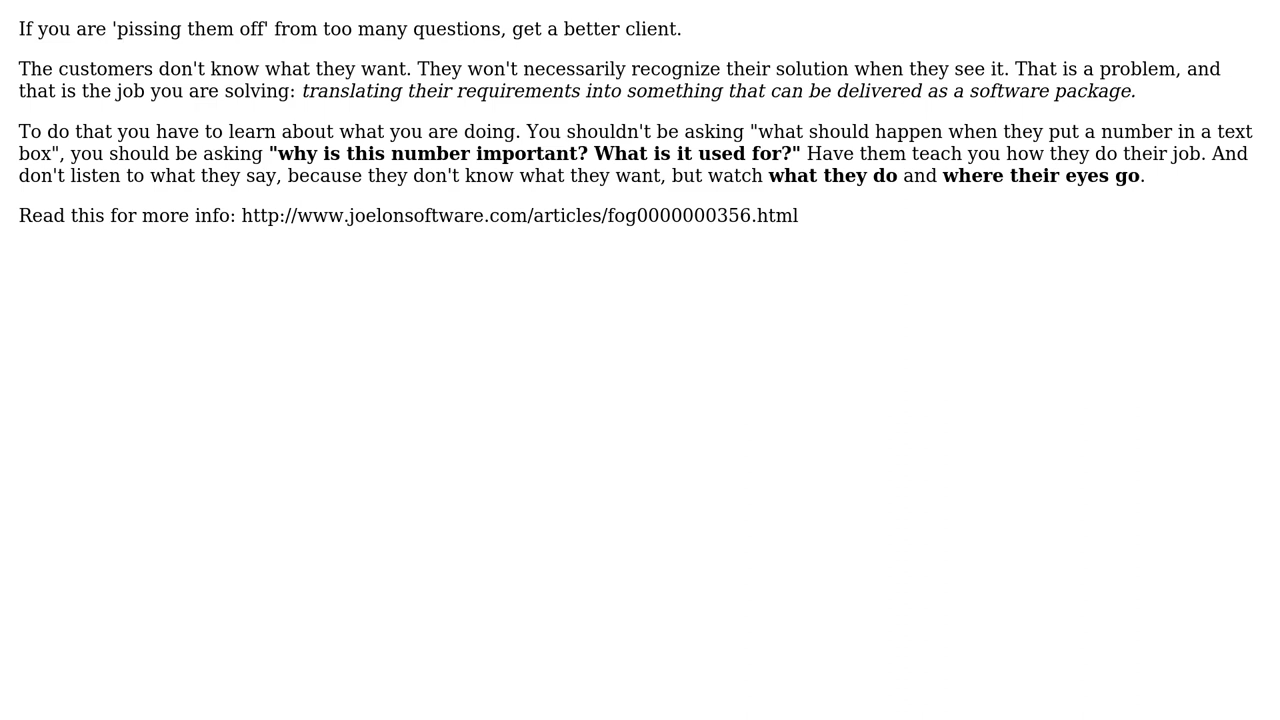 If you are 'pissing them off' from too many questions, get a better client.
The customers don't know what they want. They won't necessarily recognize their solution when they see it. That is a problem, and
that is the job you are solving: translating their requirements into something that can be delivered as a software package.
To do that you have to learn about what you are doing. You shouldn't be asking "what should happen when they put a number in a text
box", you should be asking "why is this number important? What is it used for?" Have them teach you how they do their job. And
don't listen to what they say, because they don't know what they want, but watch what they do and where their eyes go.
Read this for more info: http://www.joelonsoftware.com/articles/fog0000000356.html